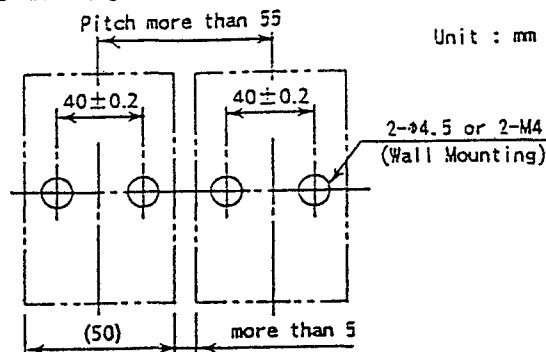 Pitch more than 55
Unit : mm
40±0.2
40±0.2
2-φ4.5 or 2-M4
(Wall Mounting)
(50)
more than 5